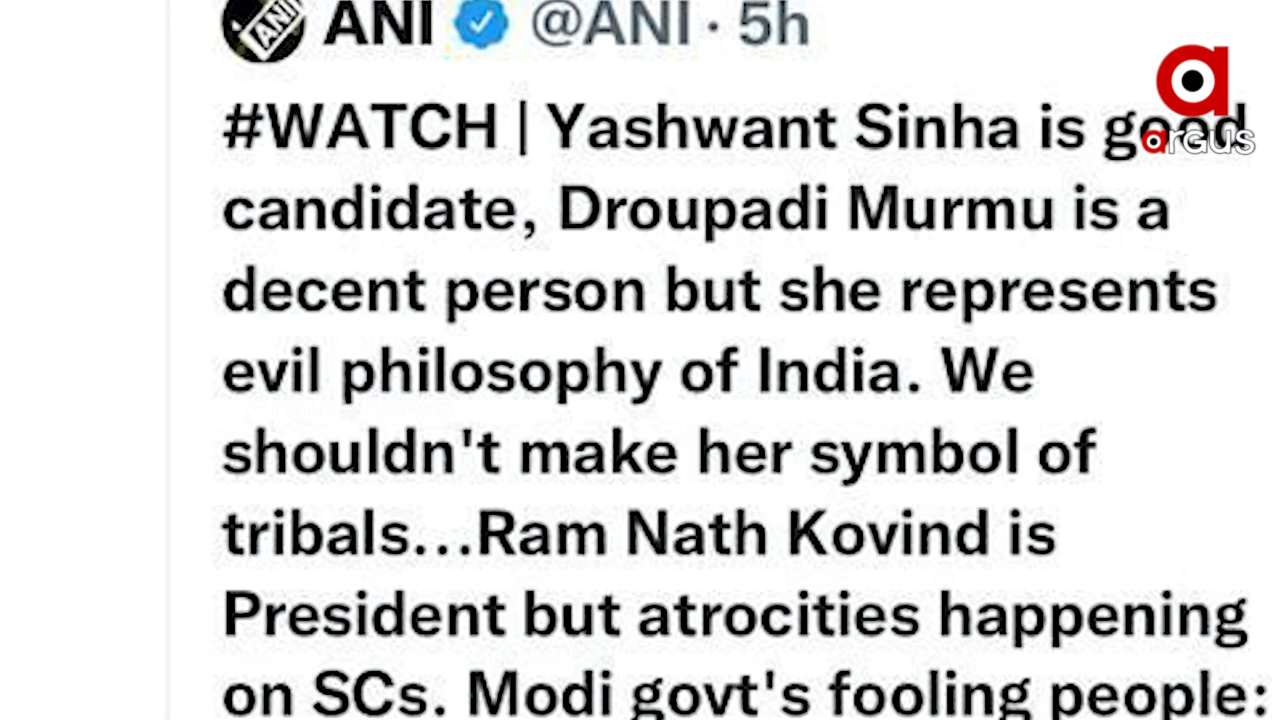 ANI @ANI · 5h
#WATCH | Yashwant Sinha is good
candidate, Droupadi Murmu is a
decent person but she represents
evil philosophy of India. We
shouldn't make her symbol of
tribals...Ram Nath Kovind is
President but atrocities happening
on SCs. Modi govt's fooling people:
ANI
a
arGUS